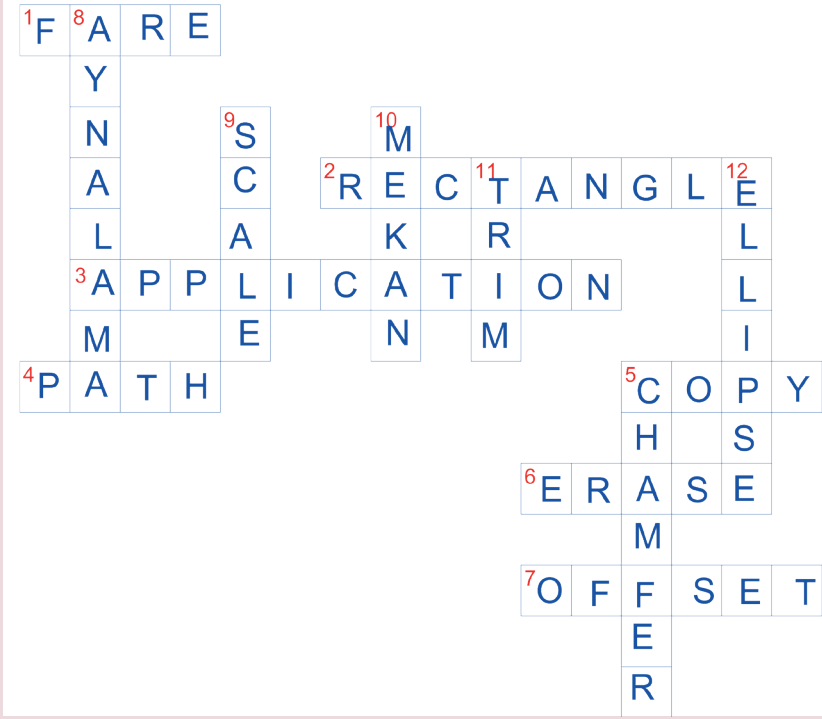 1 F 8 A R E
Y
N 9 S 10 M
A C 2 R E C 11 T A N G L 12 E
L A K R L
3 A P P L I C A T I O N L
M E N M I
4 P A T H 5 C O P Y
H S
6 E R A S E
M
7 O F F S E T
E
R